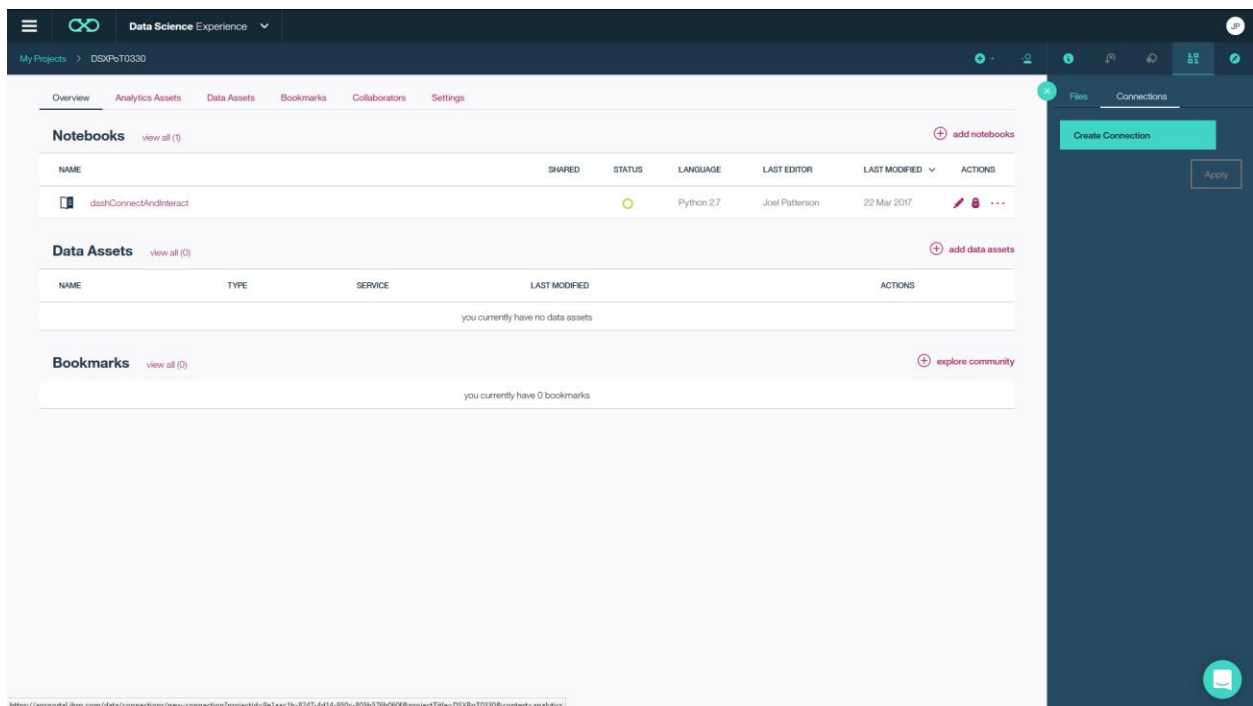 Data Science Experience
JP
My Projects > DSXPoT0330
Overview Analytics Assets Data Assets Bookmarks Collaborators Settings
Files Connections
Notebooks view all (1) add notebooks
Create Connection
NAME SHARED STATUS LANGUAGE LAST EDITOR LAST MODIFIED ACTIONS
Apply
dashConnectAndInteract Python 2.7 Joel Patterson 22 Mar 2017
Data Assets view all (0) add data assets
NAME TYPE SERVICE LAST MODIFIED ACTIONS
you currently have no data assets
Bookmarks view all (0) explore community
you currently have 0 bookmarks